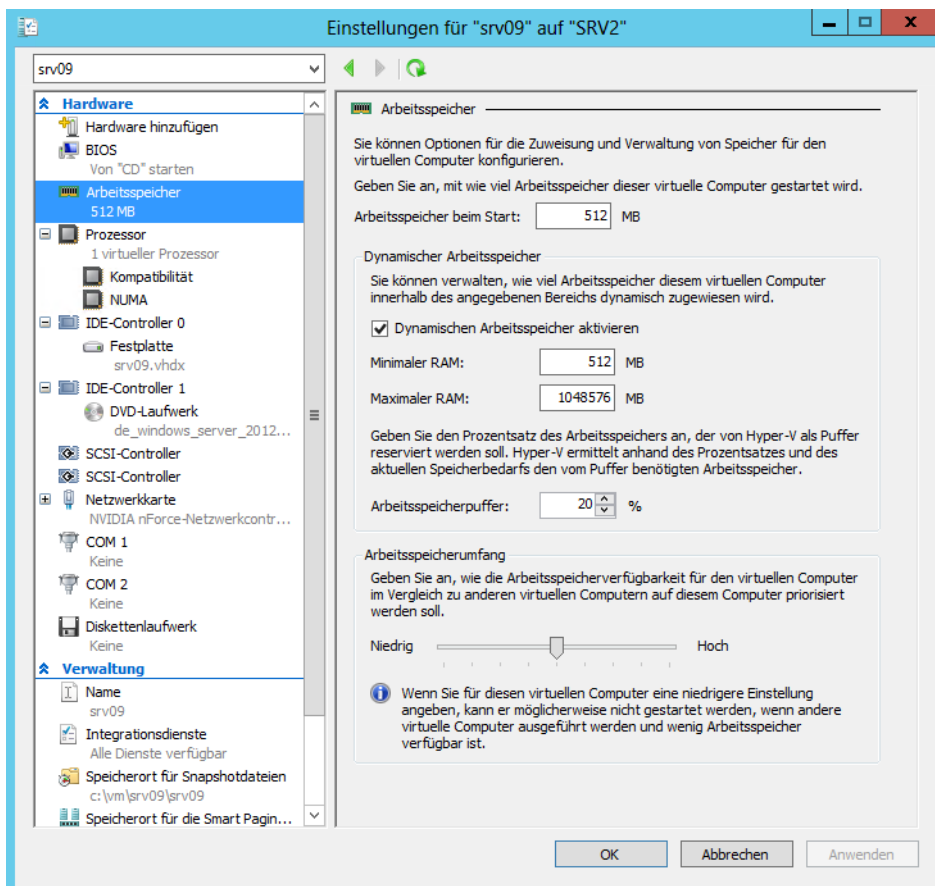 Einstellungen für "srv09" auf "SRV2"
srv09
Hardware
Hardware hinzufügen
BIOS
Von "CD" starten
Arbeitsspeicher
512 MB
Prozessor
1 virtueller Prozessor
Kompatibilität
NUMA
IDE-Controller 0
Festplatte
srv09.vhdx
IDE-Controller 1
DVD-Laufwerk
de_windows_server_2012...
SCSI-Controller
SCSI-Controller
Netzwerkkarte
NVIDIA nForce-Netzwerkcontr...
COM 1
Keine
COM 2
Keine
Diskettenlaufwerk
Keine
Verwaltung
Name
srv09
Integrationsdienste
Alle Dienste verfügbar
Speicherort für Snapshotdateien
c:\vm\srv09\srv09
Speicherort für die Smart Pagin...
Arbeitsspeicher
Sie können Optionen für die Zuweisung und Verwaltung von Speicher für den
virtuellen Computer konfigurieren.
Geben Sie an, mit wie viel Arbeitsspeicher dieser virtuelle Computer gestartet wird.
Arbeitsspeicher beim Start: 512 MB
Dynamischer Arbeitsspeicher
Sie können verwalten, wie viel Arbeitsspeicher diesem virtuellen Computer
innerhalb des angegebenen Bereichs dynamisch zugewiesen wird.
Dynamischen Arbeitsspeicher aktivieren
Minimaler RAM: 512 MB
Maximaler RAM: 1048576 MB
Geben Sie den Prozentsatz des Arbeitsspeichers an, der von Hyper-V als Puffer
reserviert werden soll. Hyper-V ermittelt anhand des Prozentsatzes und des
aktuellen Speicherbedarfs den vom Puffer benötigten Arbeitsspeicher.
Arbeitsspeicherpuffer: 20 %
Arbeitsspeicherumfang
Geben Sie an, wie die Arbeitsspeicherverfügbarkeit für den virtuellen Computer
im Vergleich zu anderen virtuellen Computern auf diesem Computer priorisiert
werden soll.
Niedrig Hoch
Wenn Sie für diesen virtuellen Computer eine niedrigere Einstellung
angeben, kann er möglicherweise nicht gestartet werden, wenn andere
virtuelle Computer ausgeführt werden und wenig Arbeitsspeicher
verfügbar ist.
OK Abbrechen Anwenden